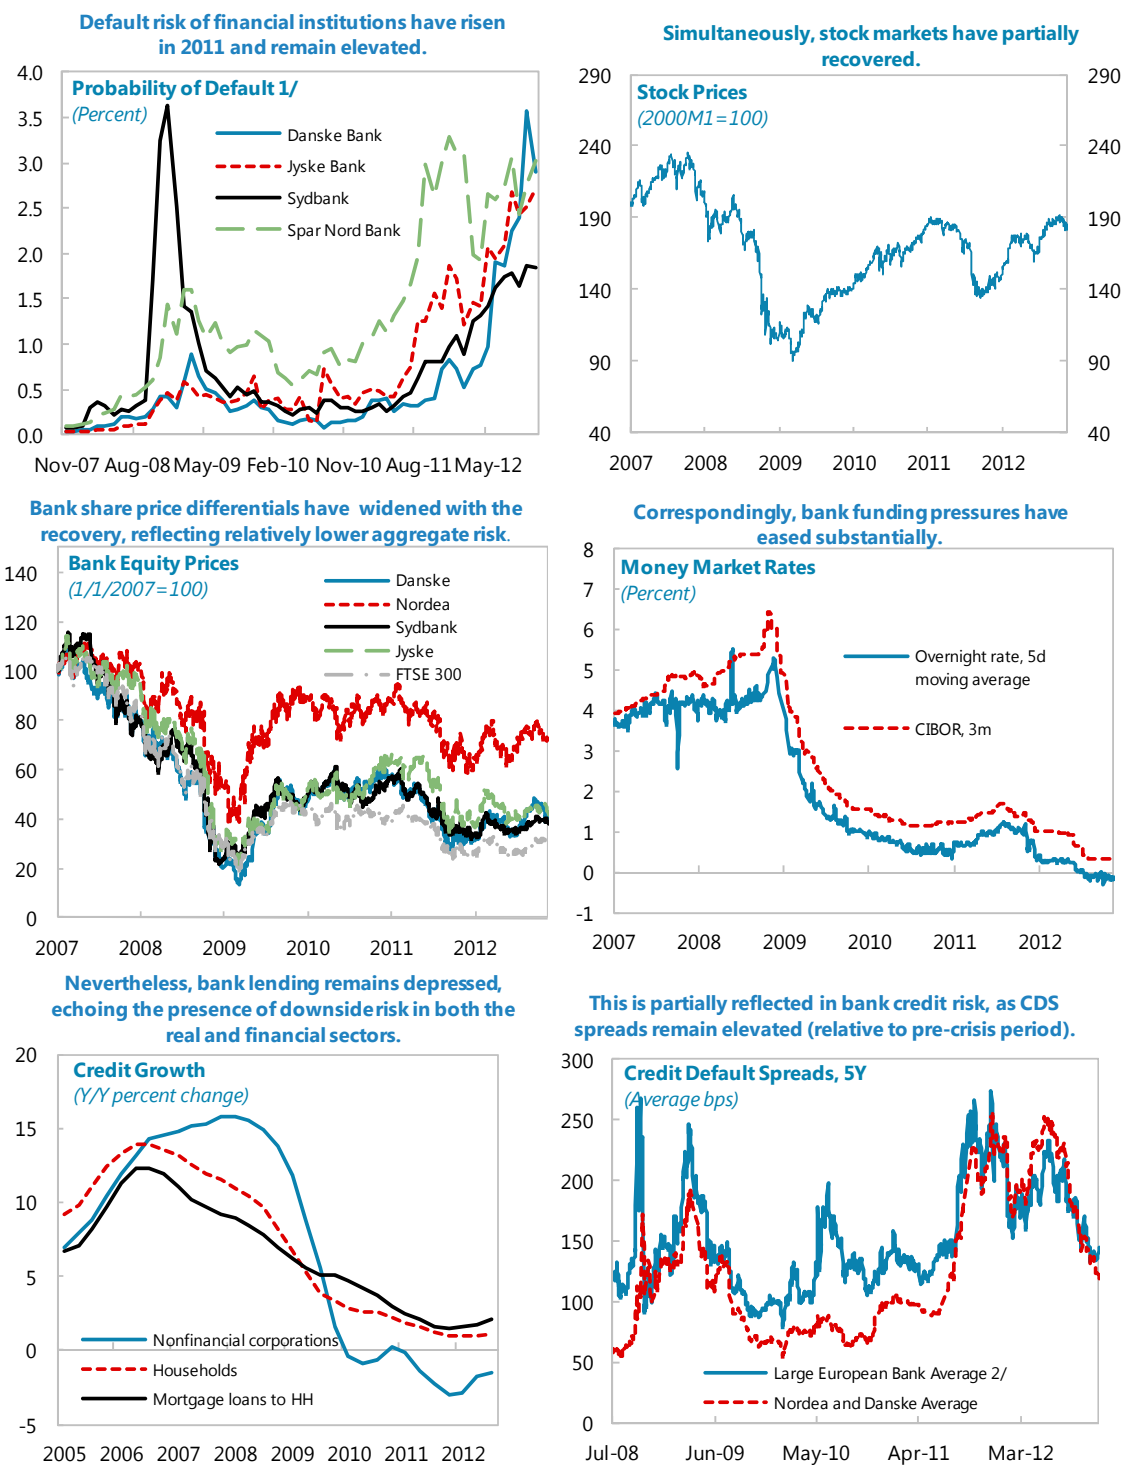 Default risk of financial institutions have risen
in 2011 and remain elevated.
Probability of Default 1/
(Percent)
Danske Bank
Jyske Bank
Sydbank
Spar Nord Bank
4.0
3.5
3.0
2.5
2.0
1.5
1.0
0.5
0.0
Nov-07 Aug-08 May-09 Feb-10 Nov-10 Aug-11 May-12
Simultaneously, stock markets have partially
recovered.
Stock Prices
(2000M1=100)
290 290
240 240
190 190
140 140
90 90
40 40
2007 2008 2009 2010 2011 2012
Bank share price differentials have widened with the
recovery, reflecting relatively lower aggregate risk.
Bank Equity Prices
(1/1/2007=100)
Danske
Nordea
Sydbank
Jyske
FTSE 300
140
120
100
80
60
40
20
0
2007 2008 2009 2010 2011 2012
Correspondingly, bank funding pressures have
eased substantially.
Money Market Rates
(Percent)
Overnight rate, 5d
moving average
CIBOR, 3m
8
7
6
5
4
3
2
1
0
-1
2007 2008 2009 2010 2011 2012
Nevertheless, bank lending remains depressed,
echoing the presence of downside risk in both the
real and financial sectors.
Credit Growth
(Y/Y percent change)
20
15
10
5
0
-5
Nonfinancial corporations
Households
Mortgage loans to HH
2005 2006 2007 2008 2009 2010 2011 2012
This is partially reflected in bank credit risk, as CDS
spreads remain elevated (relative to pre-crisis period).
Credit Default Spreads, 5Y
(Average bps)
300
250
200
150
100
50
0
Large European Bank Average 2/
Nordea and Danske Average
Jul-08 Jun-09 May-10 Apr-11 Mar-12